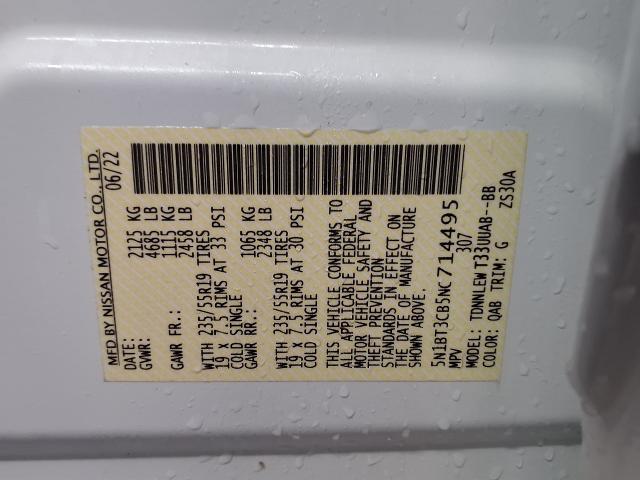 MFD BY NISSAN MOTOR CO., LTD.
DATE: 06/22
GVWR: 2125 KG
4685 LB
GAWR FR.: 1115 KG
2458 LB
WITH 235/55R19 TIRES
19 x 7.5 RIMS AT 33 PSI
COLD SINGLE
GAWR RR.: 1065 KG
2348 LB
WITH 235/55R19 TIRES
19 x 7.5 RIMS AT 30 PSI
COLD SINGLE
THIS VEHICLE CONFORMS TO
ALL APPLICABLE FEDERAL
MOTOR VEHICLE SAFETY AND
THEFT PREVENTION
STANDARDS IN EFFECT ON
THE DATE OF MANUFACTURE
SHOWN ABOVE.
5N1BT3CB5NC714495
MPV 307
MODEL: TDNNLEW T33UUAB--BB
COLOR: QAB TRIM: G ZS30A